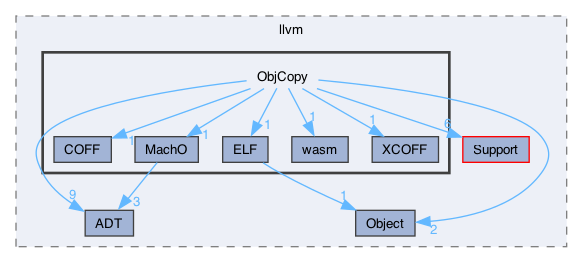 llvm
ObjCopy
1
1
1
1
1
6
COFF
MachO
ELF
wasm
XCOFF
Support
9
3
1
2
ADT
Object